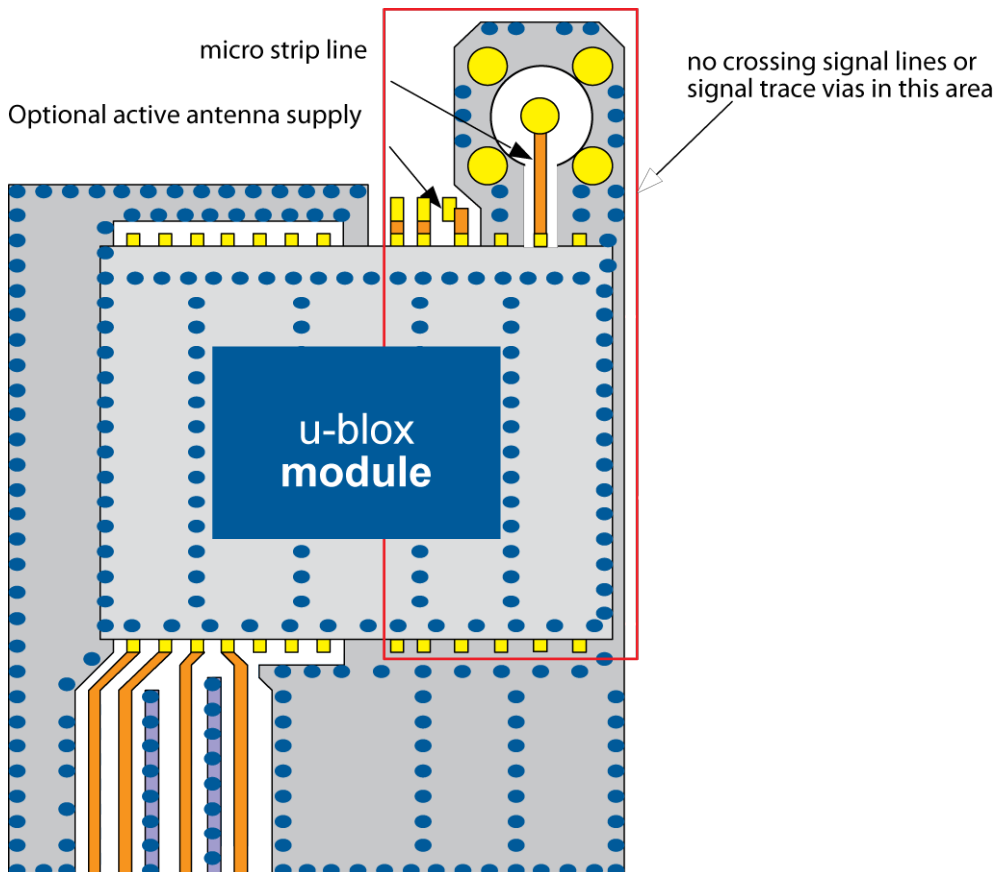 micro strip line
Optional active antenna supply
no crossing signal lines or
signal trace vias in this area
u-blox
module